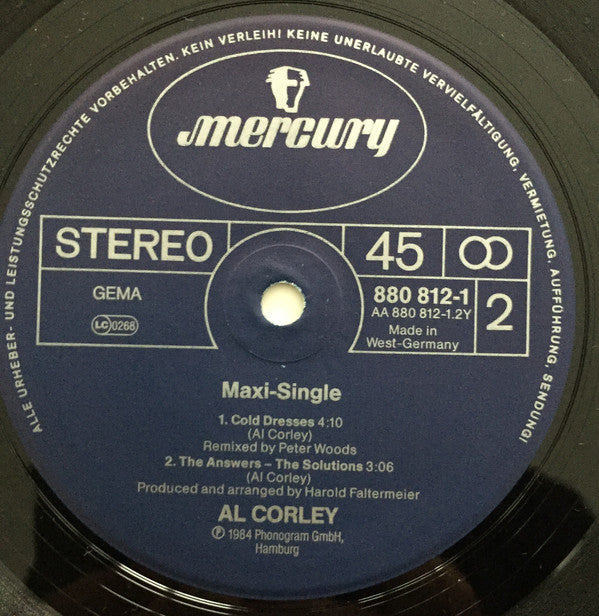 ALLE URHEBER- UND LEISTUNGSSCHUTZRECHTE VORBEHALTEN. KEIN VERLEIH! KEINE UNERLAUBTE VERVIELFÄLTIGUNG, VERMIETUNG, AUFFÜHRUNG, SENDUNG!
mercury
STEREO
45
GEMA
880 812-1
AA 880 812-1.2Y
2
LC 0268
Made in
West-Germany
Maxi-Single
1. Cold Dresses 4:10
(Al Corley)
Remixed by Peter Woods
2. The Answers – The Solutions 3:06
(Al Corley)
Produced and arranged by Harold Faltermeier
AL CORLEY
℗ 1984 Phonogram GmbH,
Hamburg